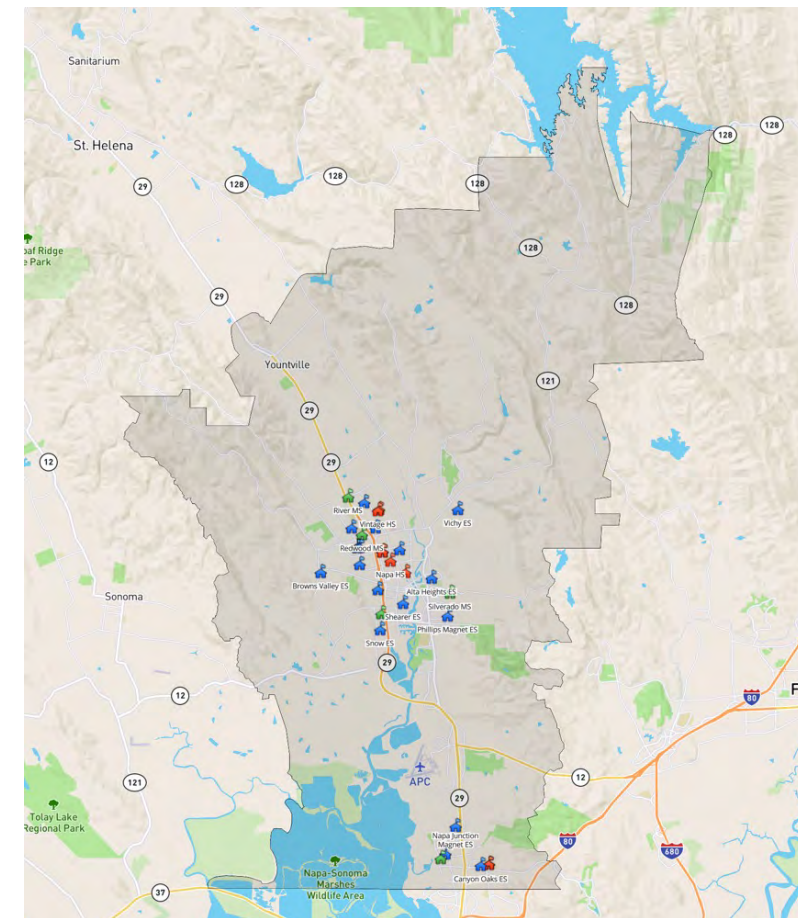 Sanitarium
St. Helena
128
128
128
128
128
29
oaf Ridge
e Park
128
29
128
Yountville
121
29
12
29
River MS
Vintage HS
Vichy ES
Redwood MS
Napa HS
Browns Valley ES
Alta Heights ES
Sonoma
Silverado MS
Shearer ES
Phillips Magnet ES
Snow ES
29
12
80
F
APC
12
121
29
Tolay Lake
Regional Park
Napa Junction
Magnet ES
80
680
Canyon Oaks ES
Napa-Sonoma
Marshes
Wildlife Area
37